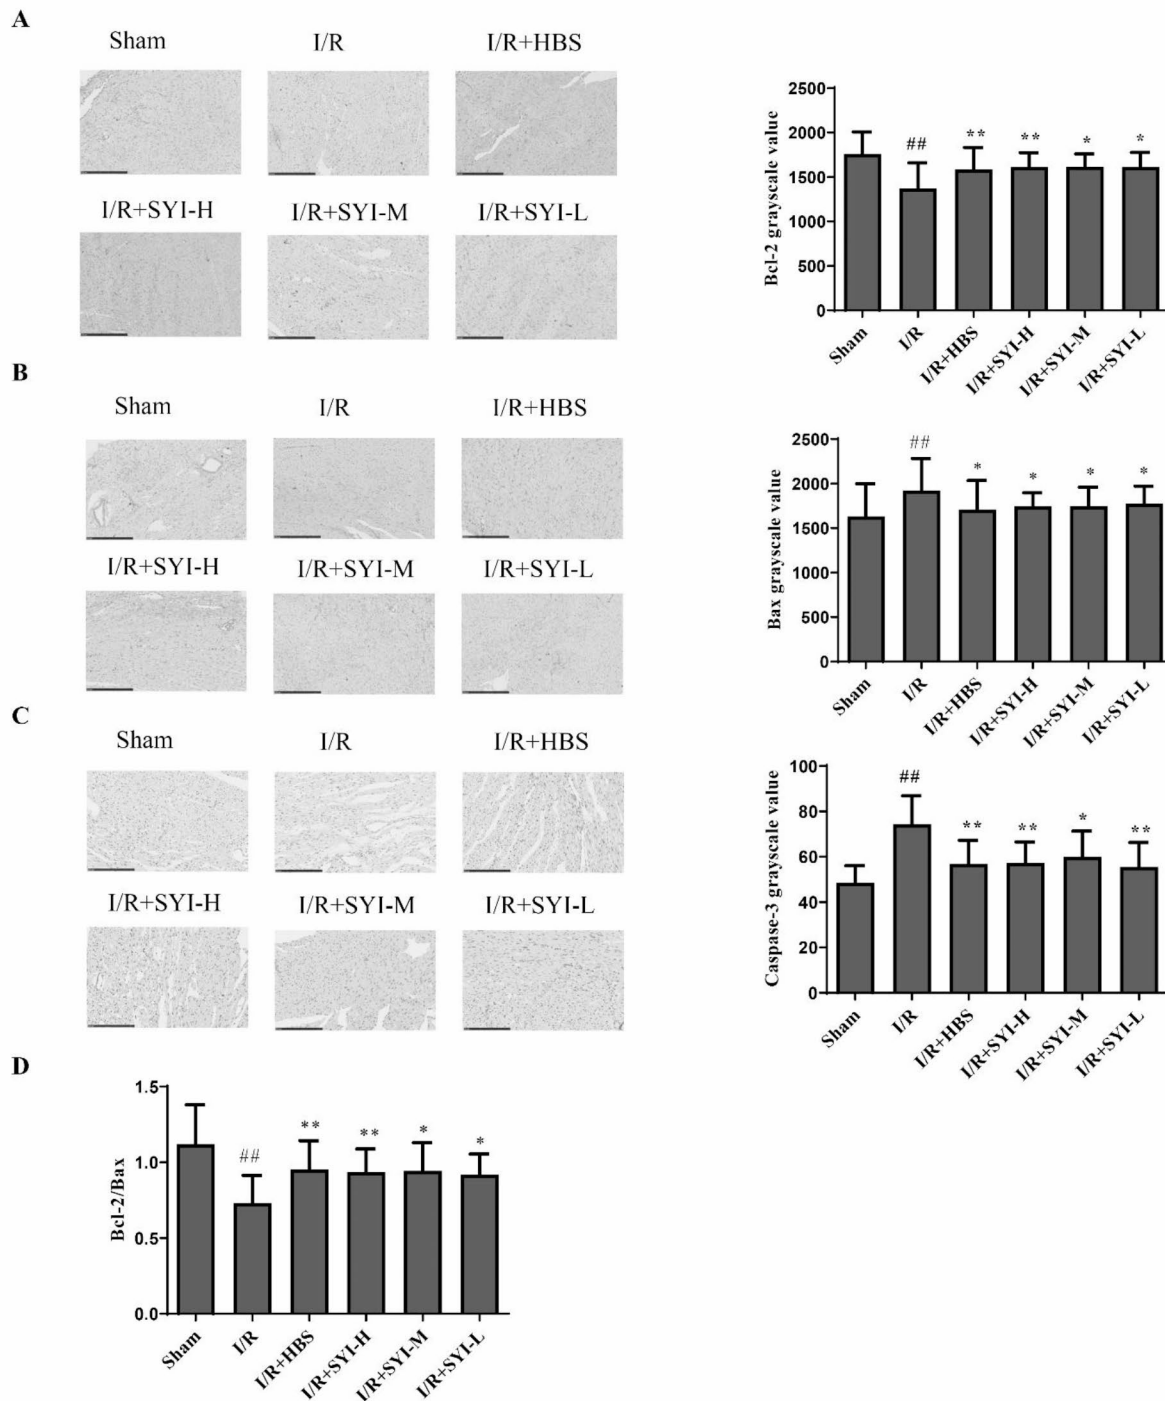 A
Sham I/R I/R+HBS
I/R+SYI-H I/R+SYI-M I/R+SYI-L
Bcl-2 grayscale value
2500
2000
1500
1000
500
0
## ** ** * *
Sham I/R I/R+HBS I/R+SYI-H I/R+SYI-M I/R+SYI-L
B
Sham I/R I/R+HBS
I/R+SYI-H I/R+SYI-M I/R+SYI-L
Bax grayscale value
2500
2000
1500
1000
500
0
## * * * *
Sham I/R I/R+HBS I/R+SYI-H I/R+SYI-M I/R+SYI-L
C
Sham I/R I/R+HBS
I/R+SYI-H I/R+SYI-M I/R+SYI-L
Caspase-3 grayscale value
100
80
60
40
20
0
## ** ** * **
Sham I/R I/R+HBS I/R+SYI-H I/R+SYI-M I/R+SYI-L
D
Bcl-2/Bax
1.5
1.0
0.5
0.0
## ** ** * *
Sham I/R I/R+HBS I/R+SYI-H I/R+SYI-M I/R+SYI-L